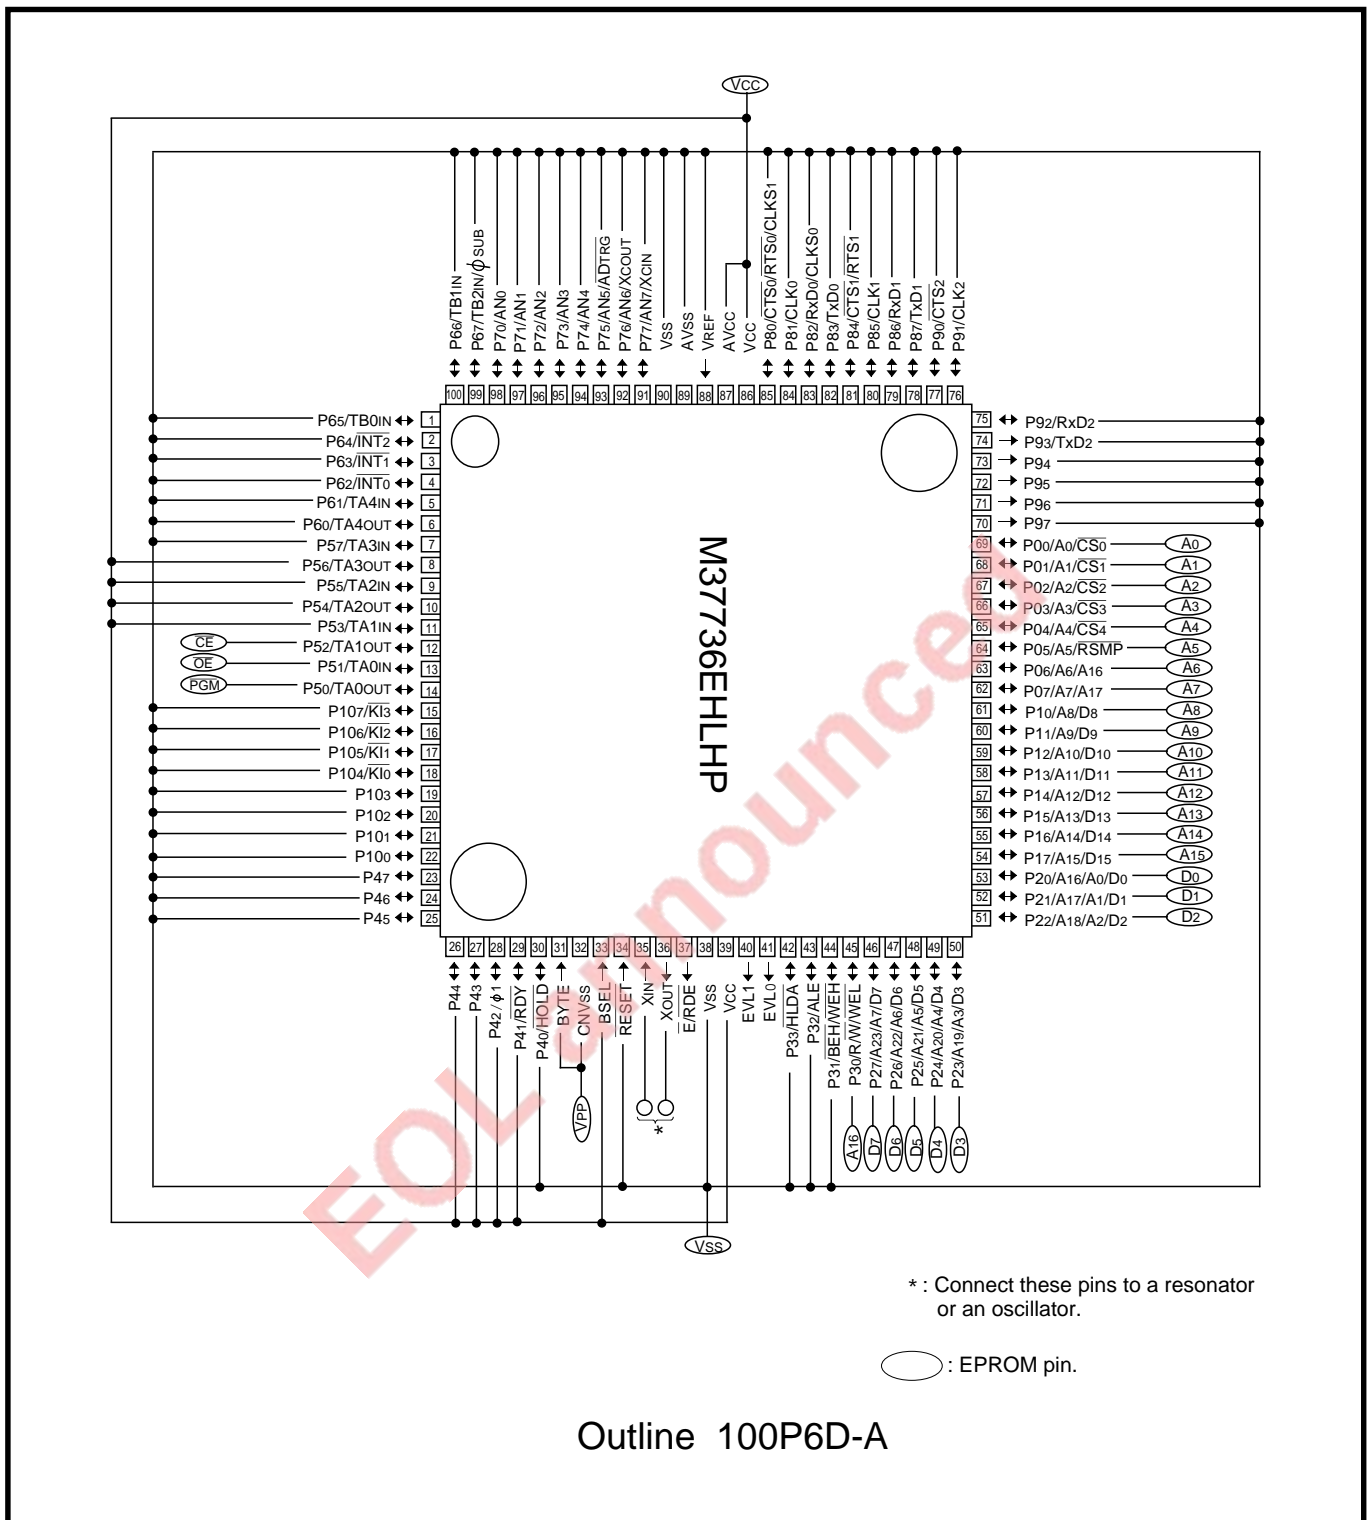 VCC
P66/TB1IN
P67/TB2IN/ϕSUB
P70/AN0
P71/AN1
P72/AN2
P73/AN3
P74/AN4
P75/AN5/ADTRG
P76/AN6/XCOUT
P77/AN7/XCIN
VSS
AVSS
VREF
AVCC
VCC
P80/CTS0/RTS0/CLKS1
P81/CLK0
P82/RxD0/CLKS0
P83/TxD0
P84/CTS1/RTS1
P85/CLK1
P86/RxD1
P87/TxD1
P90/CTS2
P91/CLK2
100 99 98 97 96 95 94 93 92 91 90 89 88 87 86 85 84 83 82 81 80 79 78 77 76
P65/TB0IN 1
P64/INT2 2
P63/INT1 3
P62/INT0 4
P61/TA4IN 5
P60/TA4OUT 6
P57/TA3IN 7
P56/TA3OUT 8
P55/TA2IN 9
P54/TA2OUT 10
P53/TA1IN 11
CE P52/TA1OUT 12
OE P51/TA0IN 13
PGM P50/TA0OUT 14
P107/KI3 15
P106/KI2 16
P105/KI1 17
P104/KI0 18
P103 19
P102 20
P101 21
P100 22
P47 23
P46 24
P45 25
M37736EHLHP
75 P92/RxD2
74 P93/TxD2
73 P94
72 P95
71 P96
70 P97
69 P00/A0/CS0 A0
68 P01/A1/CS1 A1
67 P02/A2/CS2 A2
66 P03/A3/CS3 A3
65 P04/A4/CS4 A4
64 P05/A5/RSMP A5
63 P06/A6/A16 A6
62 P07/A7/A17 A7
61 P10/A8/D8 A8
60 P11/A9/D9 A9
59 P12/A10/D10 A10
58 P13/A11/D11 A11
57 P14/A12/D12 A12
56 P15/A13/D13 A13
55 P16/A14/D14 A14
54 P17/A15/D15 A15
53 P20/A16/A0/D0 D0
52 P21/A17/A1/D1 D1
51 P22/A18/A2/D2 D2
26 27 28 29 30 31 32 33 34 35 36 37 38 39 40 41 42 43 44 45 46 47 48 49 50
P44
P43
P42/ϕ1
P41/RDY
P40/HOLD
BYTE
CNVSS
BSEL
RESET
XIN
XOUT
E/RDE
VSS
VCC
EVL1
EVL0
P33/HLDA
P32/ALE
P31/BEH/WEH
P30/R/W/WEL
P27/A23/A7/D7
P26/A22/A6/D6
P25/A21/A5/D5
P24/A20/A4/D4
P23/A19/A3/D3
VPP
*
A16 D7 D6 D5 D4 D3
VSS
EOL announced
* : Connect these pins to a resonator
or an oscillator.
: EPROM pin.
Outline 100P6D-A